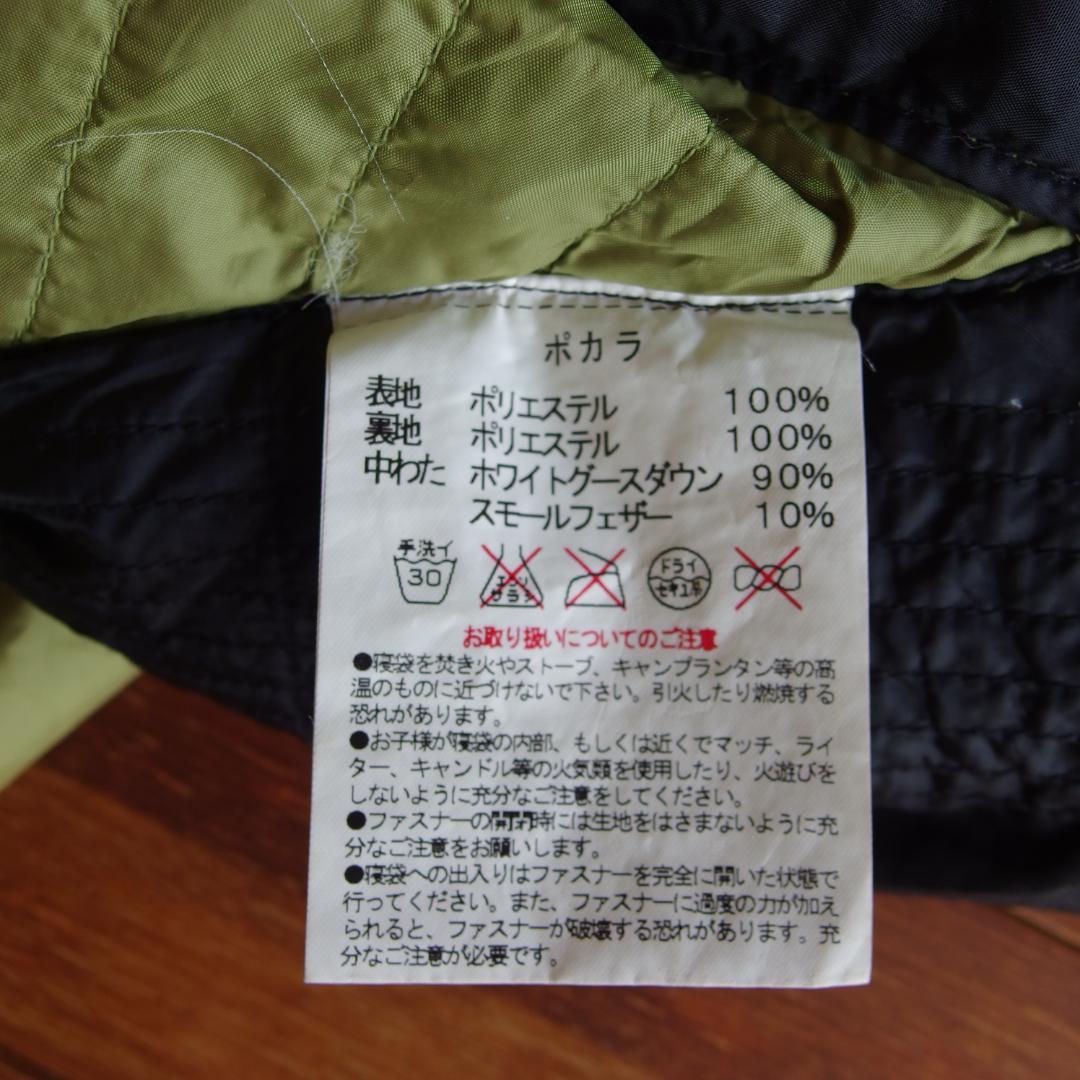 ポカラ
表地 ポリエステル 100%
裏地 ポリエステル 100%
中わた ホワイトグースダウン 90%
スモールフェザー 10%
手洗イ 30 エンソサラシ ドライ セキユ系
お取り扱いについてのご注意
●寝袋を焚き火やストーブ、キャンプランタン等の高
温のものに近づけないで下さい。引火したり燃焼する
恐れがあります。
●お子様が寝袋の内部、もしくは近くでマッチ、ライ
ター、キャンドル等の火気類を使用したり、火遊びを
しないように充分なご注意をしてください。
●ファスナーの開閉時には生地をはさまないように充
分なご注意をお願いします。
●寝袋への出入りはファスナーを完全に開いた状態で
行ってください。また、ファスナーに過度の力が加え
られると、ファスナーが破壊する恐れがあります。充
分なご注意が必要です。